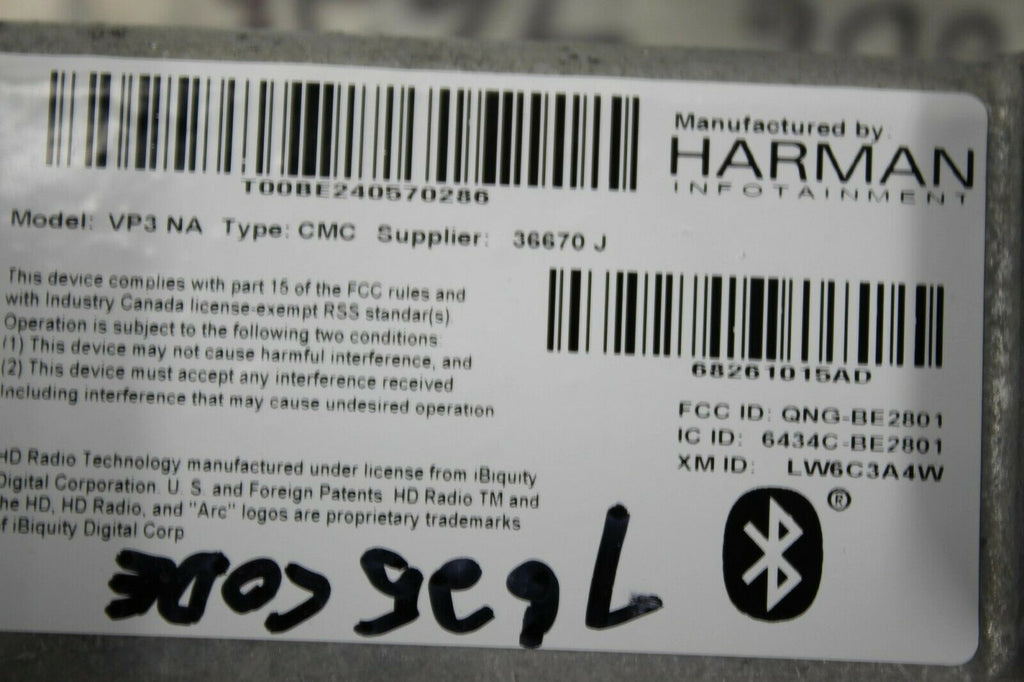 T00BE240570286
Manufactured by:
HARMAN
INFOTAINMENT
Model: VP3 NA Type: CMC Supplier: 36670 J
This device complies with part 15 of the FCC rules and
with Industry Canada license-exempt RSS standar(s).
Operation is subject to the following two conditions:
(1) This device may not cause harmful interference, and
(2) This device must accept any interference received
Including interference that may cause undesired operation
68261015AD
FCC ID: QNG-BE2801
IC ID: 6434C-BE2801
XM ID: LW6C3A4W
HD Radio Technology manufactured under license from iBiquity
Digital Corporation. U. S. and Foreign Patents. HD Radio TM and
he HD, HD Radio, and "Arc" logos are proprietary trademarks
f iBiquity Digital Corp
®
7625 CODE